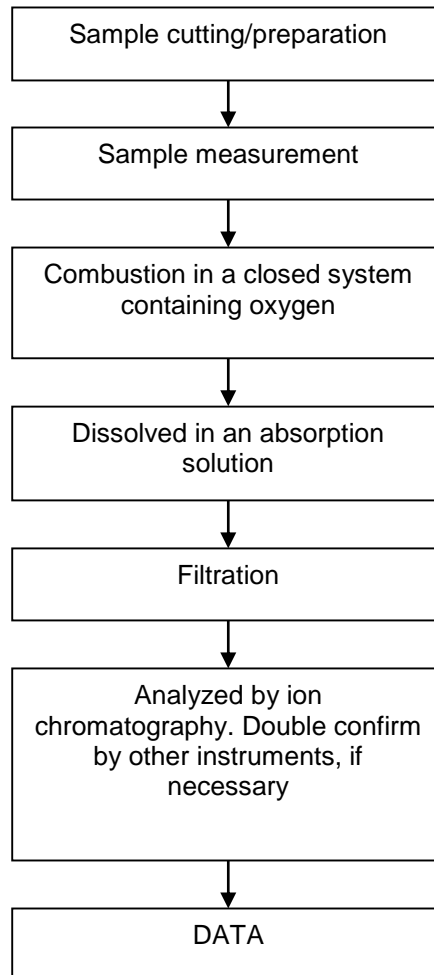 Sample cutting/preparation
Sample measurement
Combustion in a closed system
containing oxygen
Dissolved in an absorption
solution
Filtration
Analyzed by ion
chromatography. Double confirm
by other instruments, if
necessary
DATA